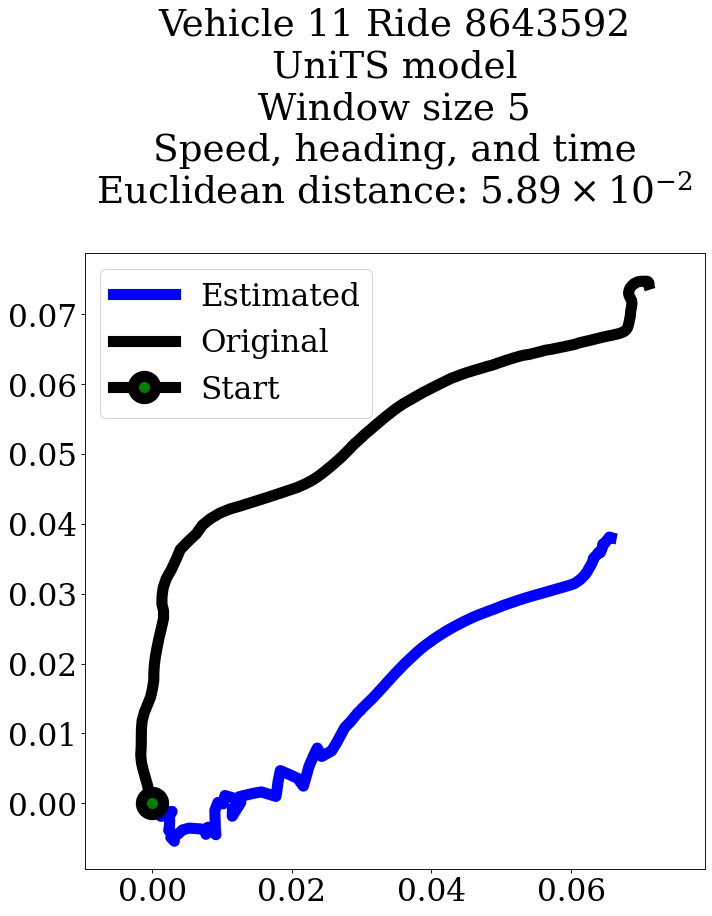 Vehicle 11 Ride 8643592
UniTS model
Window size 5
Speed, heading, and time
Euclidean distance: 5.89 × 10⁻²
Estimated
Original
Start
0.07
0.06
0.05
0.04
0.03
0.02
0.01
0.00
0.00 0.02 0.04 0.06